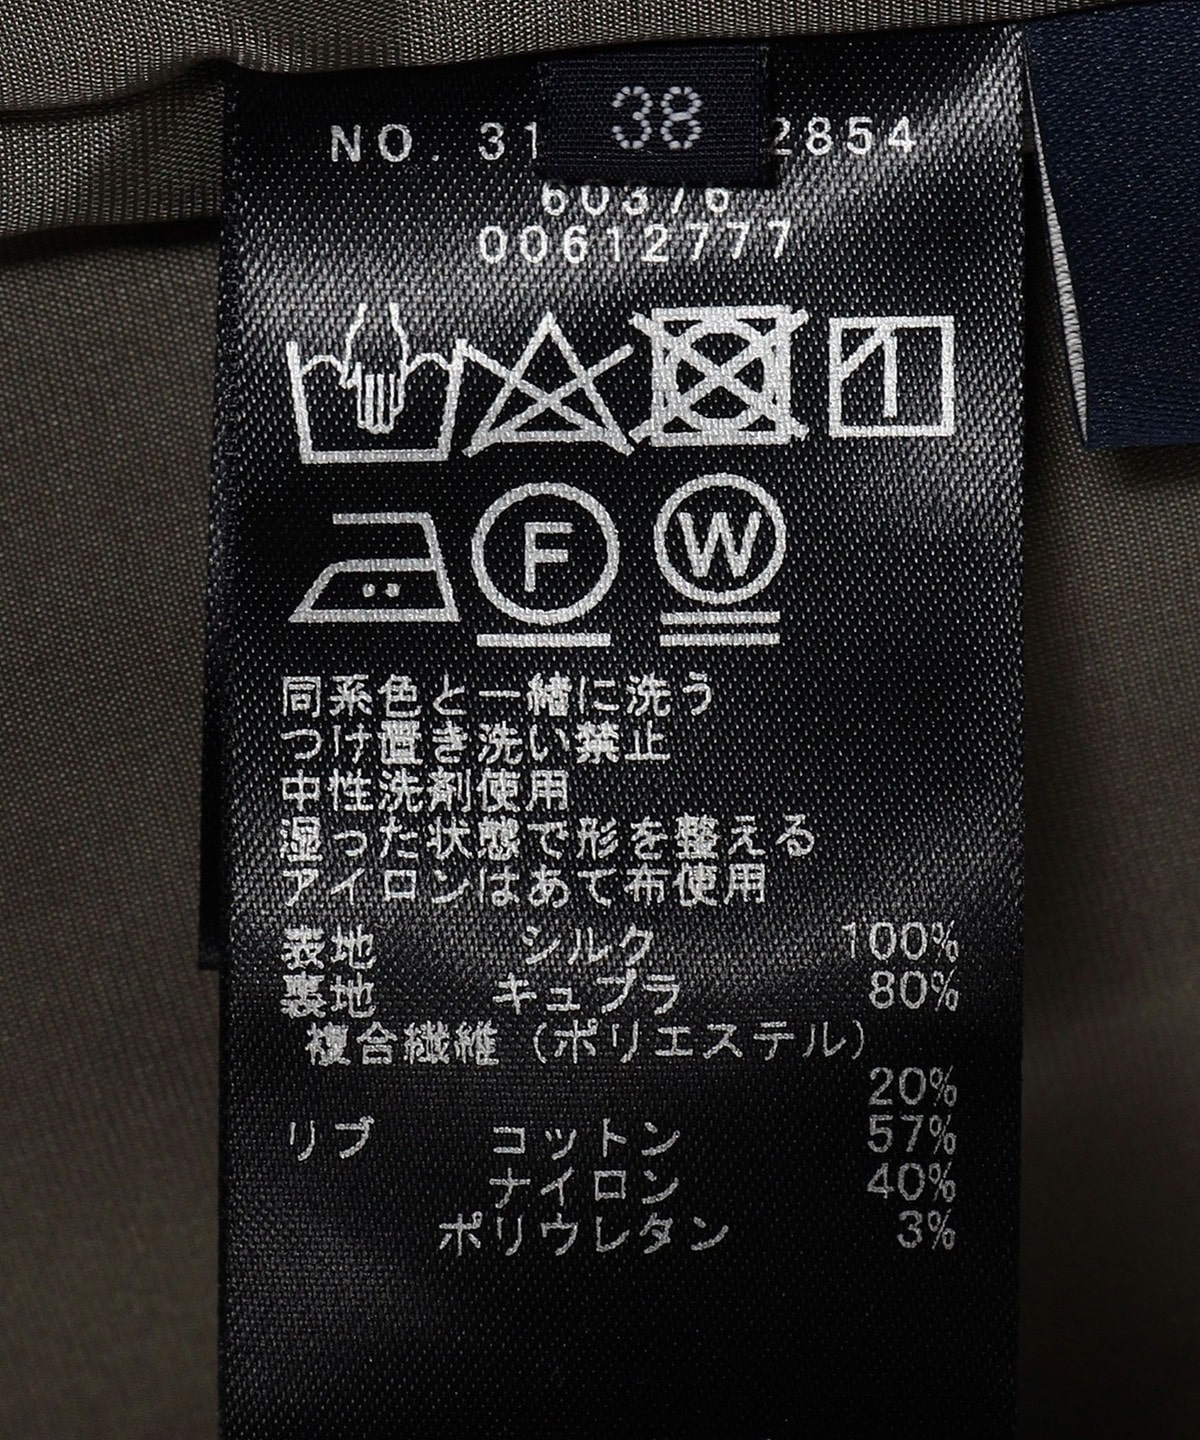 38
NO. 31 2854
60376
00612777
F W
同系色と一緒に洗う
つけ置き洗い禁止
中性洗剤使用
湿った状態で形を整える
アイロンはあて布使用
表地 シルク 100%
裏地 キュプラ 80%
複合繊維(ポリエステル)
20%
リブ コットン 57%
ナイロン 40%
ポリウレタン 3%